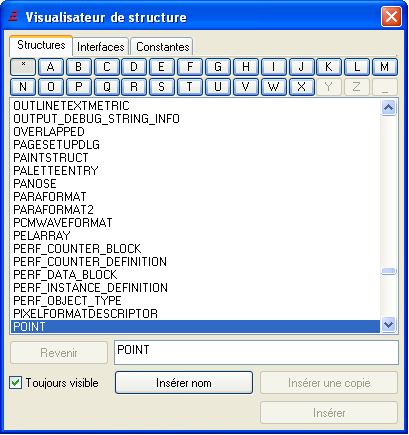 Visualisateur de structure
Structures Interfaces Constantes
* A B C D E F G H I J K L M
N O P Q R S T U V W X Y Z _
OUTLINETEXTMETRIC
OUTPUT_DEBUG_STRING_INFO
OVERLAPPED
PAGESETUPDLG
PAINTSTRUCT
PALETTEENTRY
PANOSE
PARAFORMAT
PARAFORMAT2
PCMWAVEFORMAT
PELARRAY
PERF_COUNTER_BLOCK
PERF_COUNTER_DEFINITION
PERF_DATA_BLOCK
PERF_INSTANCE_DEFINITION
PERF_OBJECT_TYPE
PIXELFORMATDESCRIPTOR
POINT
Revenir POINT
Toujours visible Insérer nom Insérer une copie
Insérer